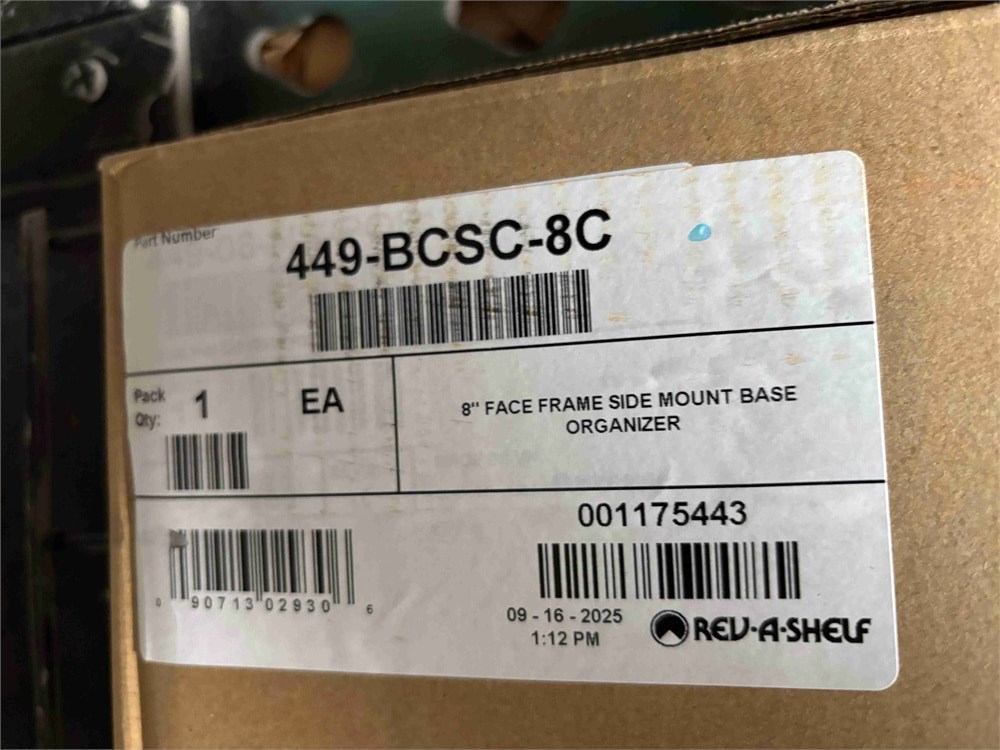 Part Number
449-BCSC-8C
Pack
Qty:
1
EA
8" FACE FRAME SIDE MOUNT BASE
ORGANIZER
001175443
0 90713 02930 6
09 - 16 - 2025
1:12 PM
REV-A-SHELF